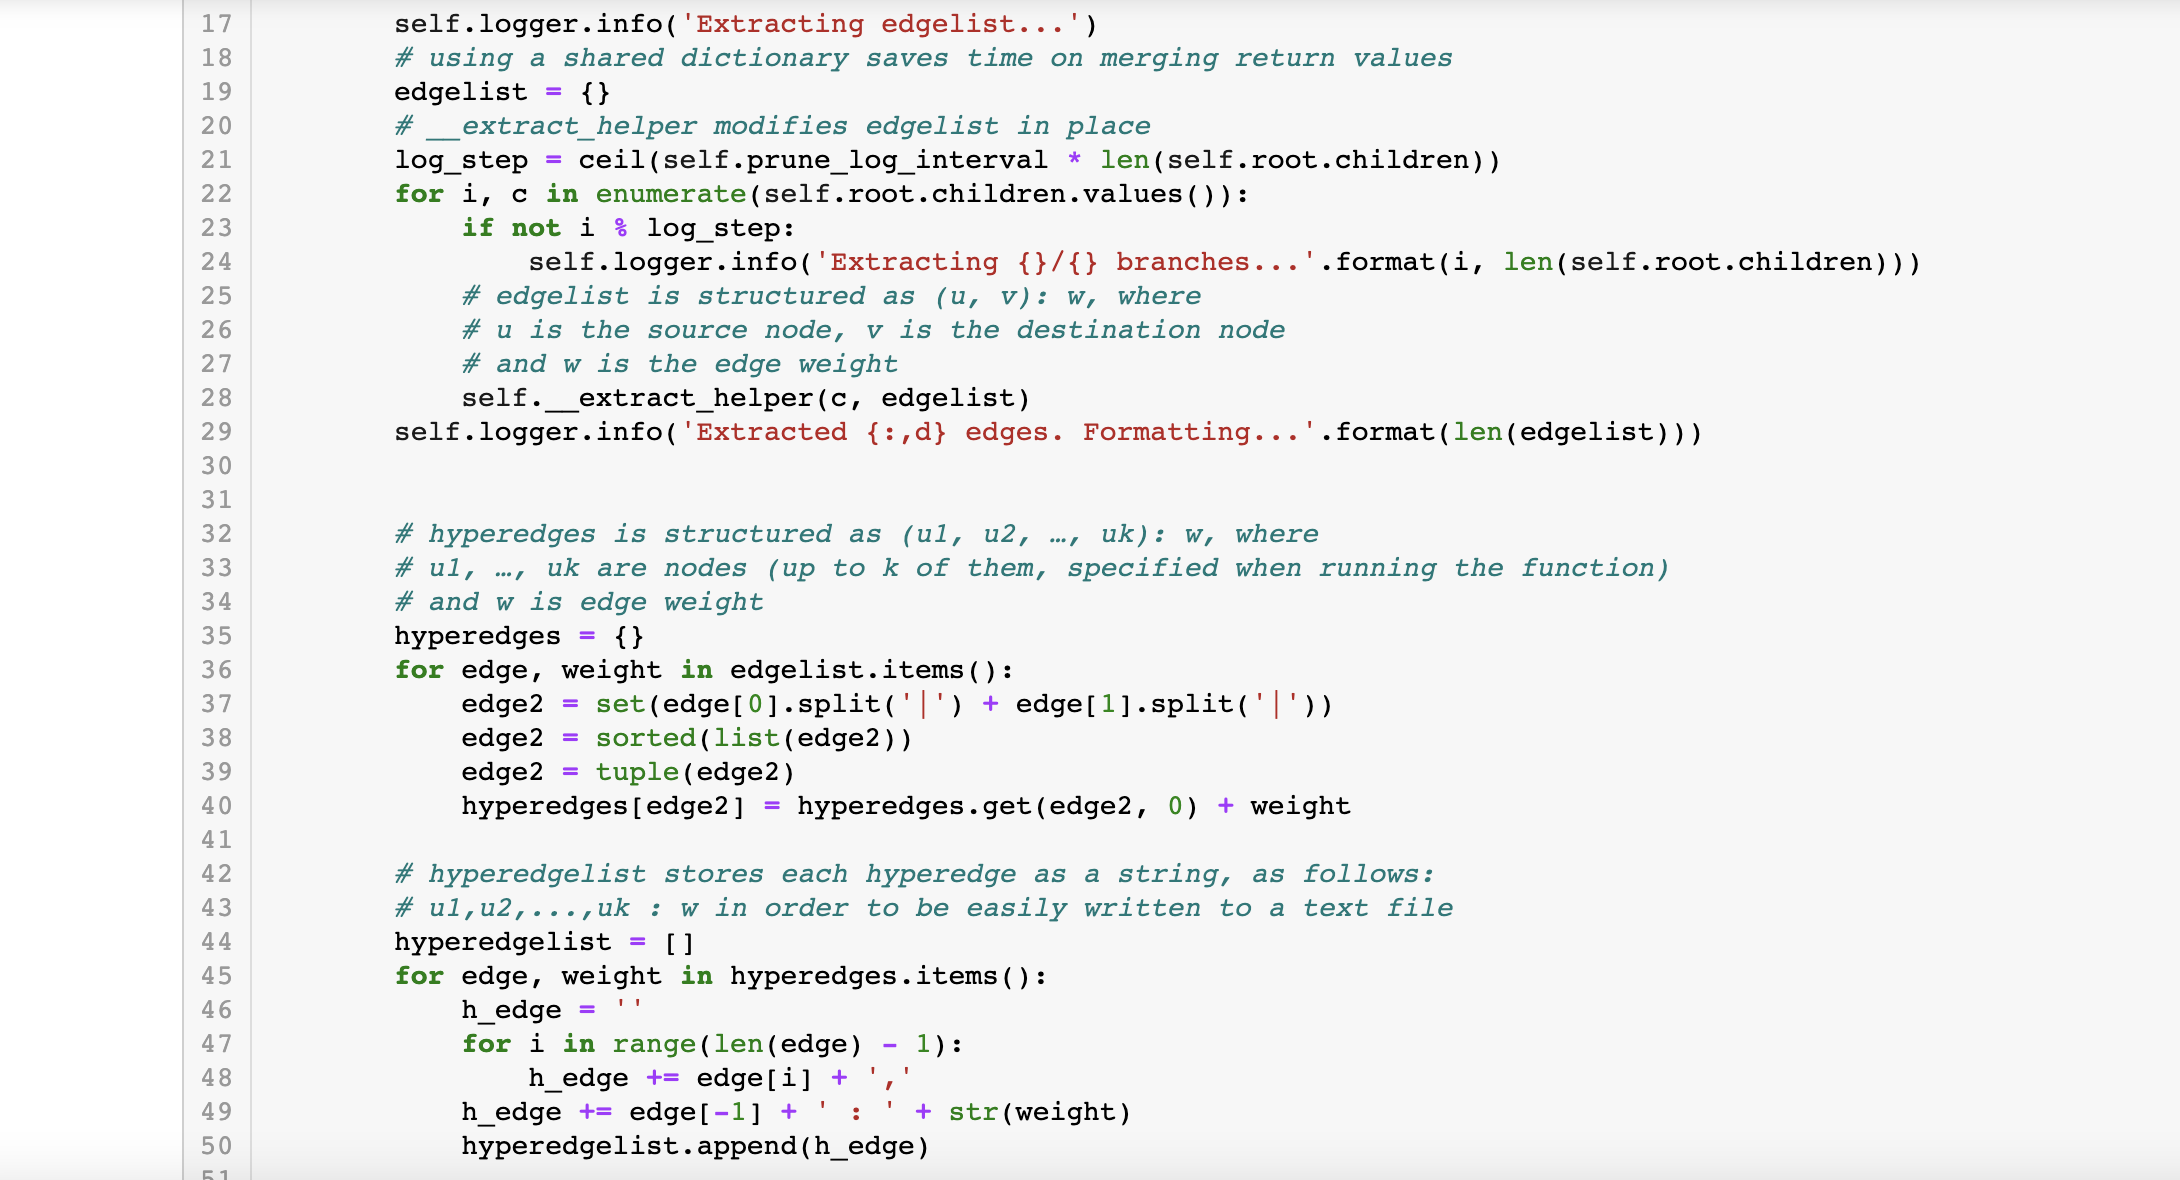 17 self.logger.info('Extracting edgelist...')
18 # using a shared dictionary saves time on merging return values
19 edgelist = {}
20 # __extract_helper modifies edgelist in place
21 log_step = ceil(self.prune_log_interval * len(self.root.children))
22 for i, c in enumerate(self.root.children.values()):
23 if not i % log_step:
24 self.logger.info('Extracting {}/{} branches...'.format(i, len(self.root.children)))
25 # edgelist is structured as (u, v): w, where
26 # u is the source node, v is the destination node
27 # and w is the edge weight
28 self.__extract_helper(c, edgelist)
29 self.logger.info('Extracted {:,d} edges. Formatting...'.format(len(edgelist)))
30
31
32 # hyperedges is structured as (u1, u2, …, uk): w, where
33 # u1, …, uk are nodes (up to k of them, specified when running the function)
34 # and w is edge weight
35 hyperedges = {}
36 for edge, weight in edgelist.items():
37 edge2 = set(edge[0].split('|') + edge[1].split('|'))
38 edge2 = sorted(list(edge2))
39 edge2 = tuple(edge2)
40 hyperedges[edge2] = hyperedges.get(edge2, 0) + weight
41
42 # hyperedgelist stores each hyperedge as a string, as follows:
43 # u1,u2,...,uk : w in order to be easily written to a text file
44 hyperedgelist = []
45 for edge, weight in hyperedges.items():
46 h_edge = ''
47 for i in range(len(edge) - 1):
48 h_edge += edge[i] + ','
49 h_edge += edge[-1] + ' : ' + str(weight)
50 hyperedgelist.append(h_edge)
51